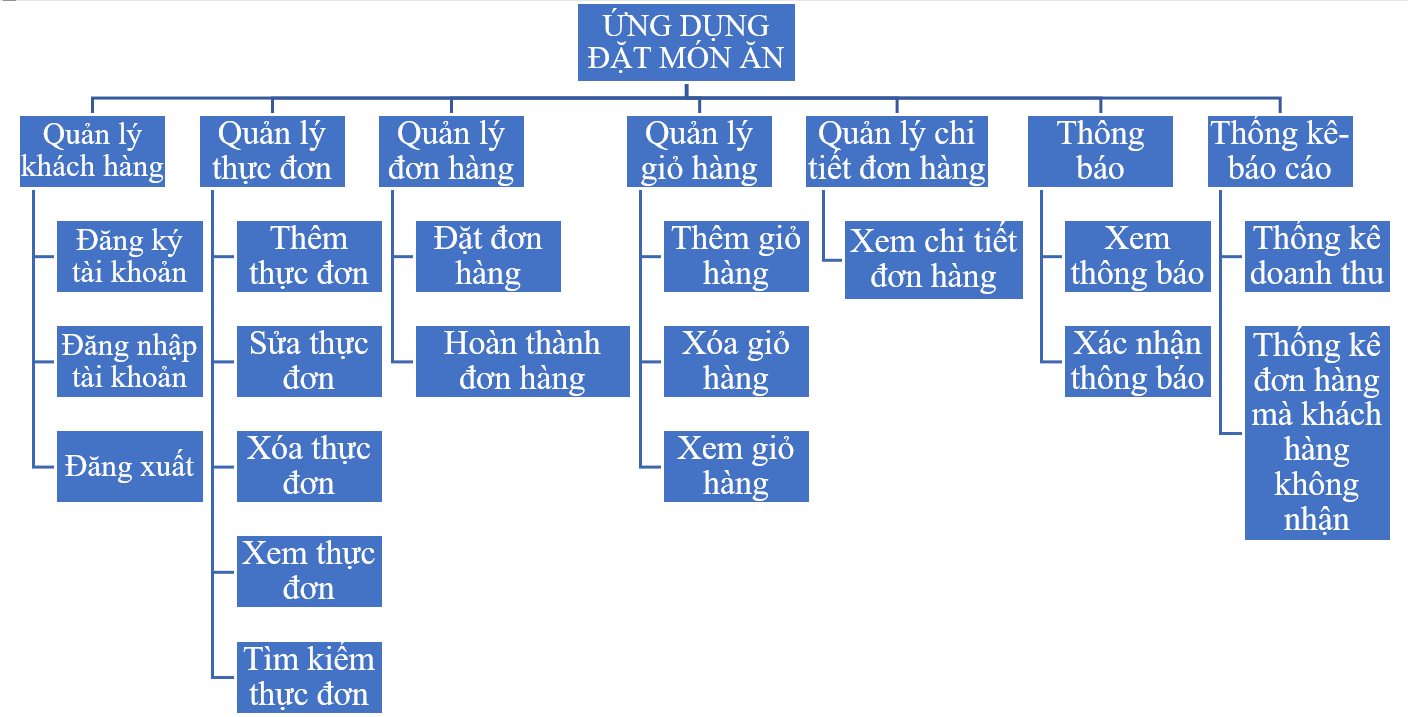 ỨNG DỤNG
ĐẶT MÓN ĂN
Quản lý
khách hàng
Đăng ký
tài khoản
Đăng nhập
tài khoản
Đăng xuất
Quản lý
thực đơn
Thêm
thực đơn
Sửa thực
đơn
Xóa thực
đơn
Xem thực
đơn
Tìm kiếm
thực đơn
Quản lý
đơn hàng
Đặt đơn
hàng
Hoàn thành
đơn hàng
Quản lý
giỏ hàng
Thêm giỏ
hàng
Xóa giỏ
hàng
Xem giỏ
hàng
Quản lý chi
tiết đơn hàng
Xem chi tiết
đơn hàng
Thông
báo
Xem
thông báo
Xác nhận
thông báo
Thống kê-
báo cáo
Thống kê
doanh thu
Thống kê
đơn hàng
mà khách
hàng
không
nhận